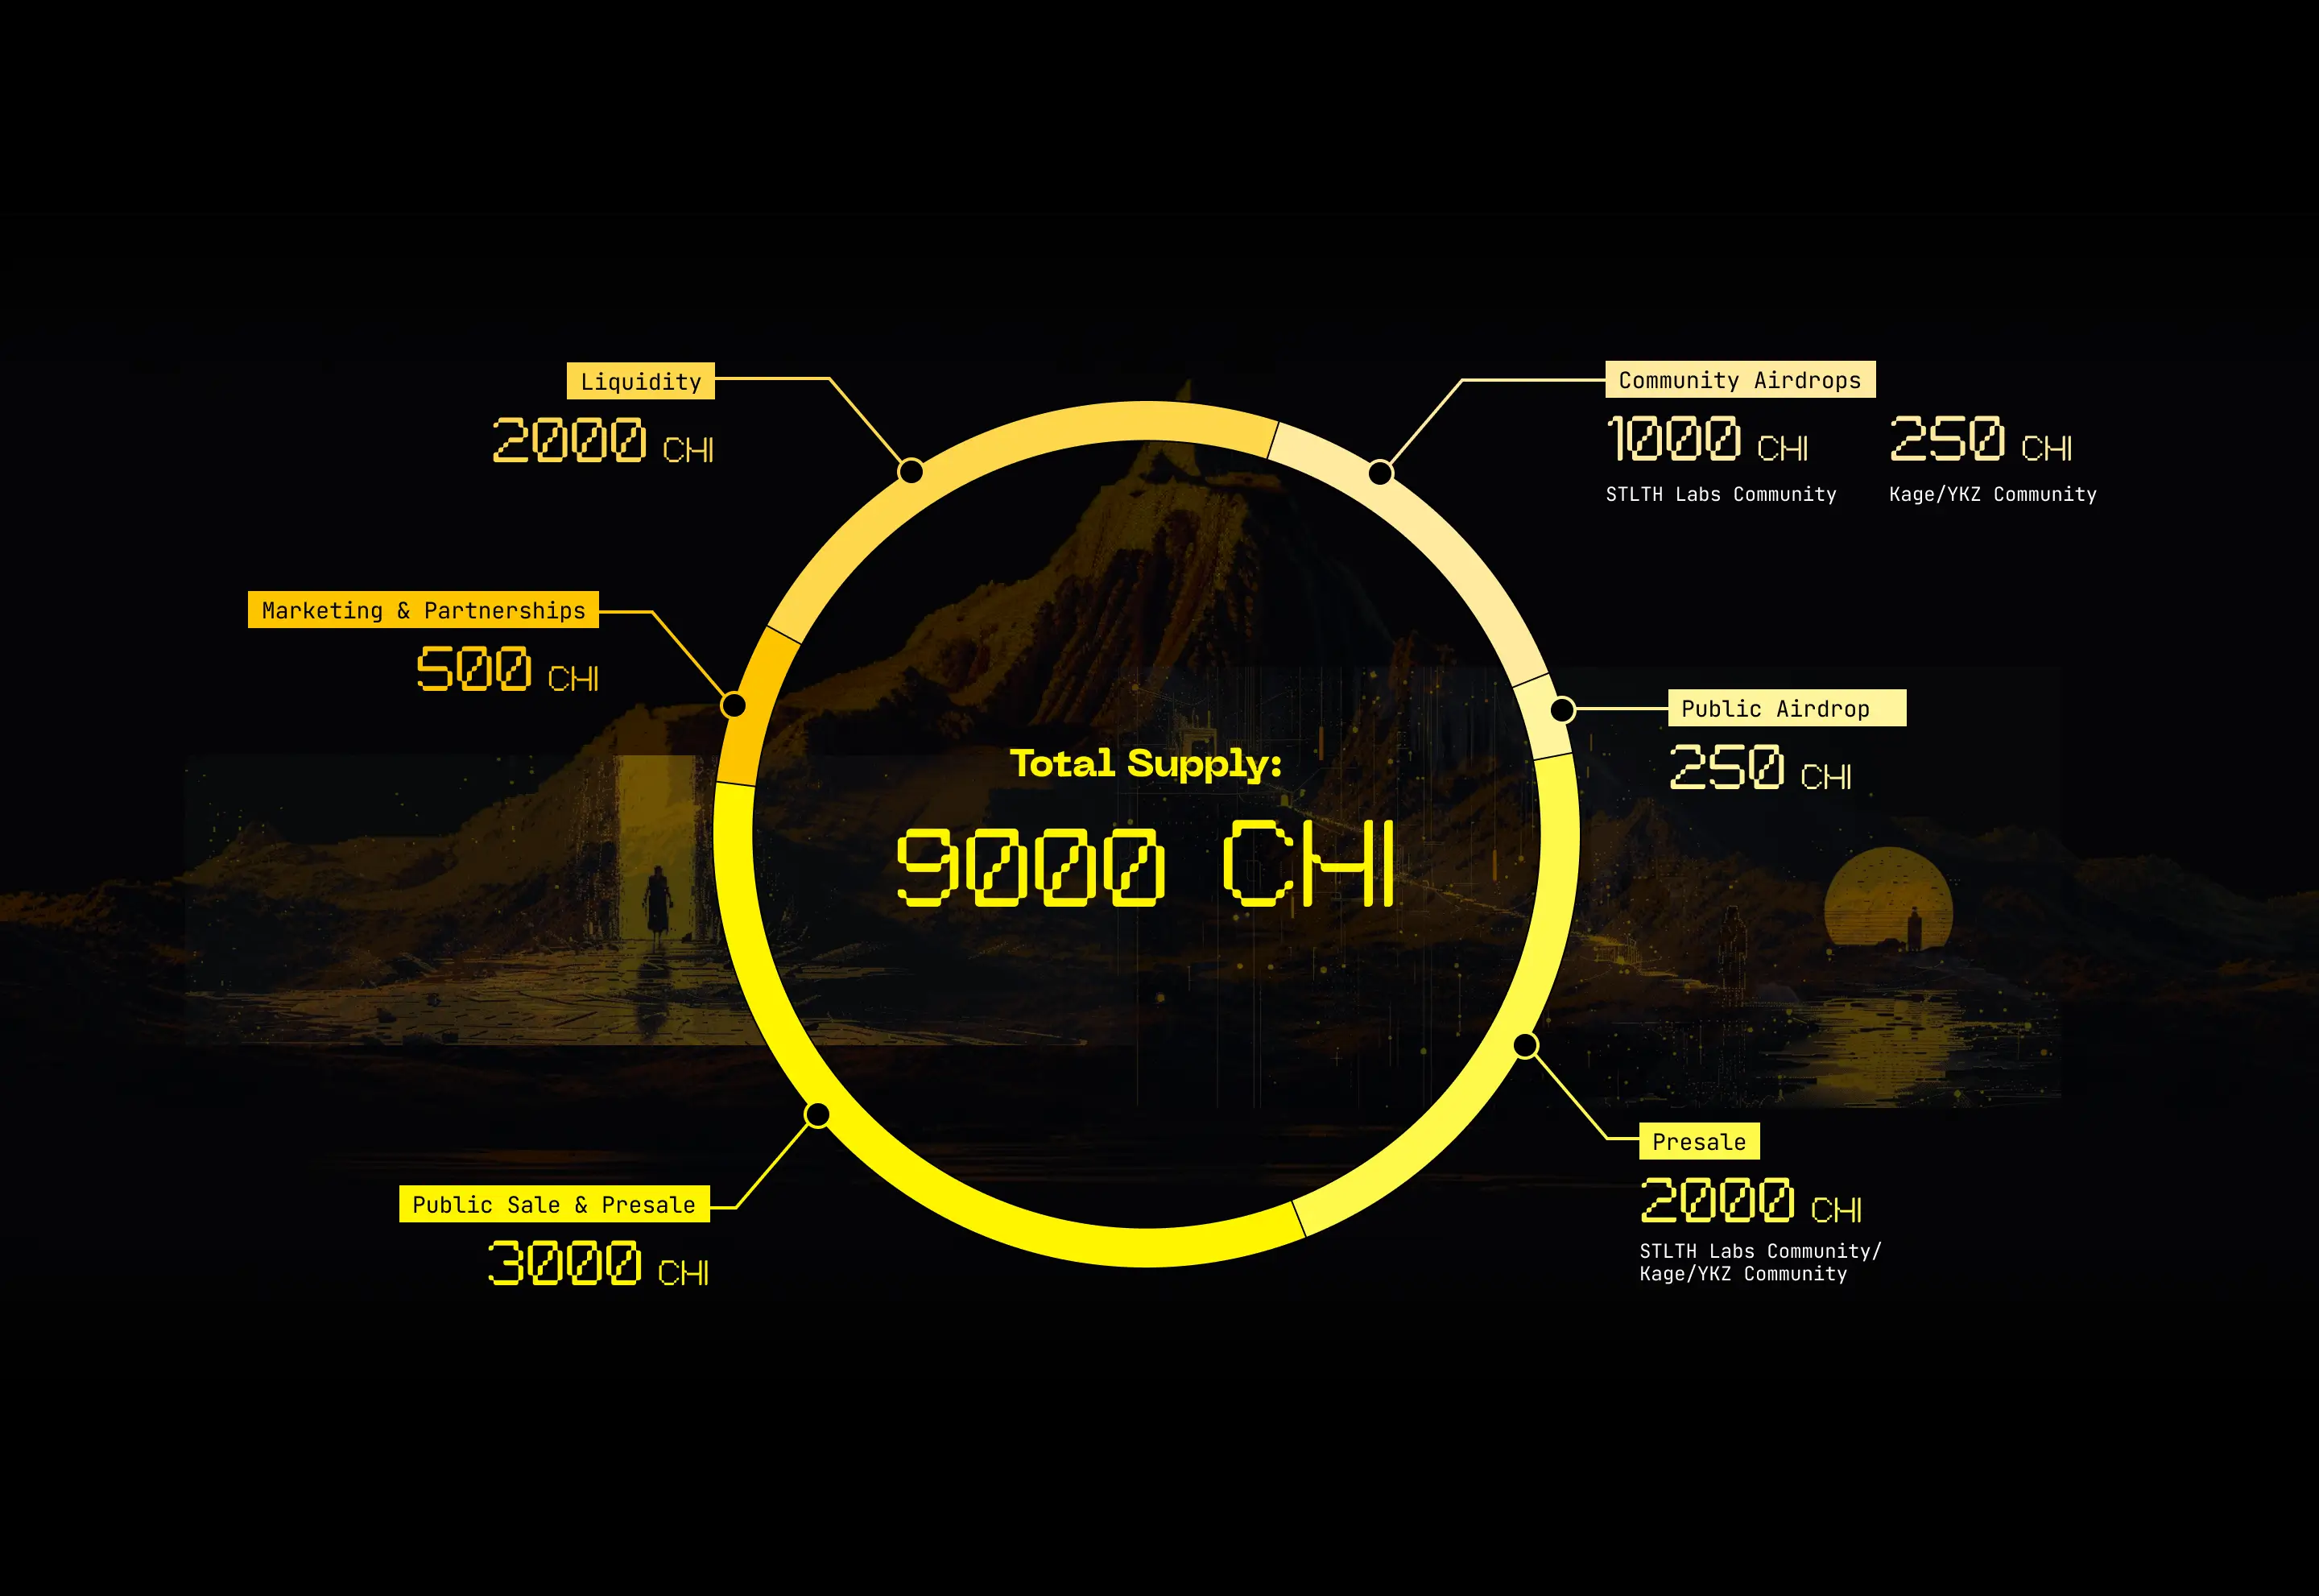 Liquidity
2000 CHI
Community Airdrops
1000 CHI
STLTH Labs Community
250 CHI
Kage/YKZ Community
Marketing & Partnerships
500 CHI
Public Airdrop
250 CHI
Total Supply:
9000 CHI
Presale
2000 CHI
STLTH Labs Community/
Kage/YKZ Community
Public Sale & Presale
3000 CHI